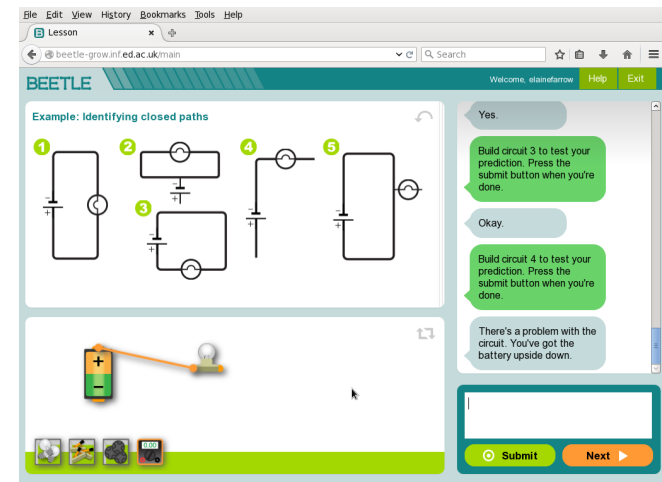 File Edit View History Bookmarks Tools Help
Lesson
beetle-grow.inf.ed.ac.uk/main
Search
BEETLE
Welcome, elainefarrow
Help
Exit
Example: Identifying closed paths
1
2
3
4
5
−
+
−
+
−
+
−
+
−
+
+
−
0.00
Yes.
Build circuit 3 to test your
prediction. Press the
submit button when you're
done.
Okay.
Build circuit 4 to test your
prediction. Press the
submit button when you're
done.
There's a problem with the
circuit. You've got the
battery upside down.
Submit
Next